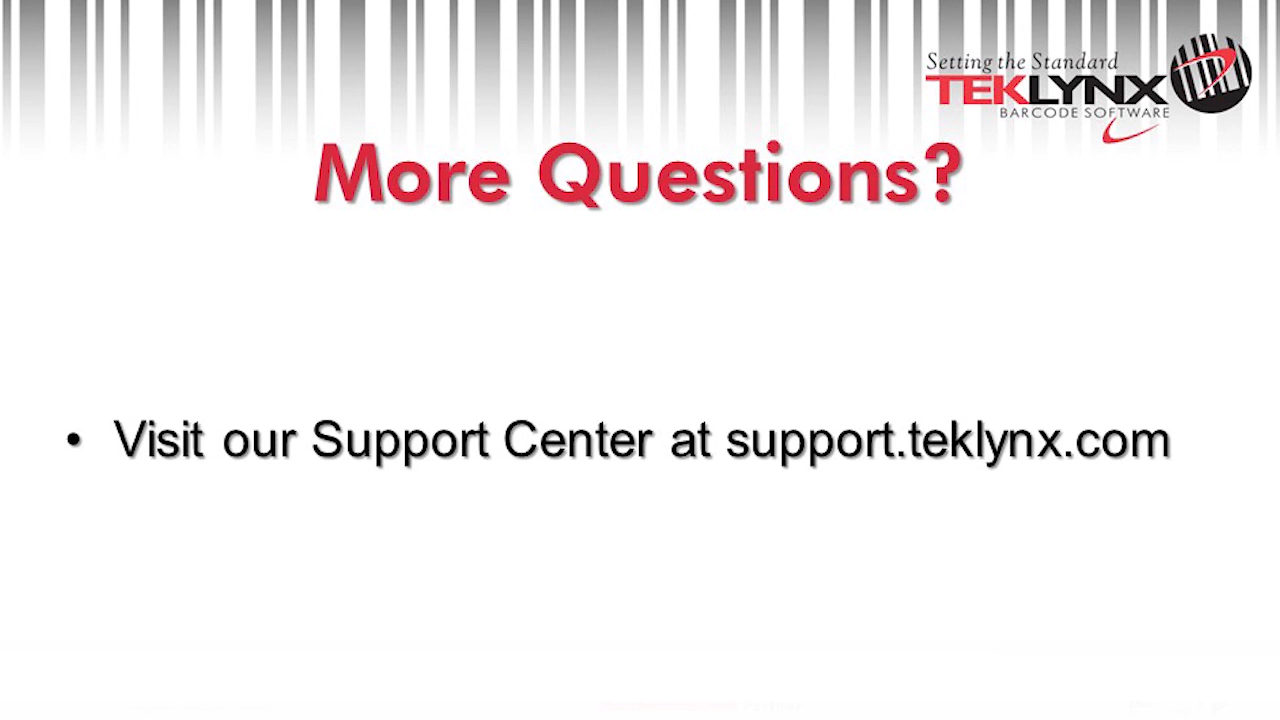 Setting the Standard
TEKLYNX
BARCODE SOFTWARE
More Questions?
• Visit our Support Center at support.teklynx.com